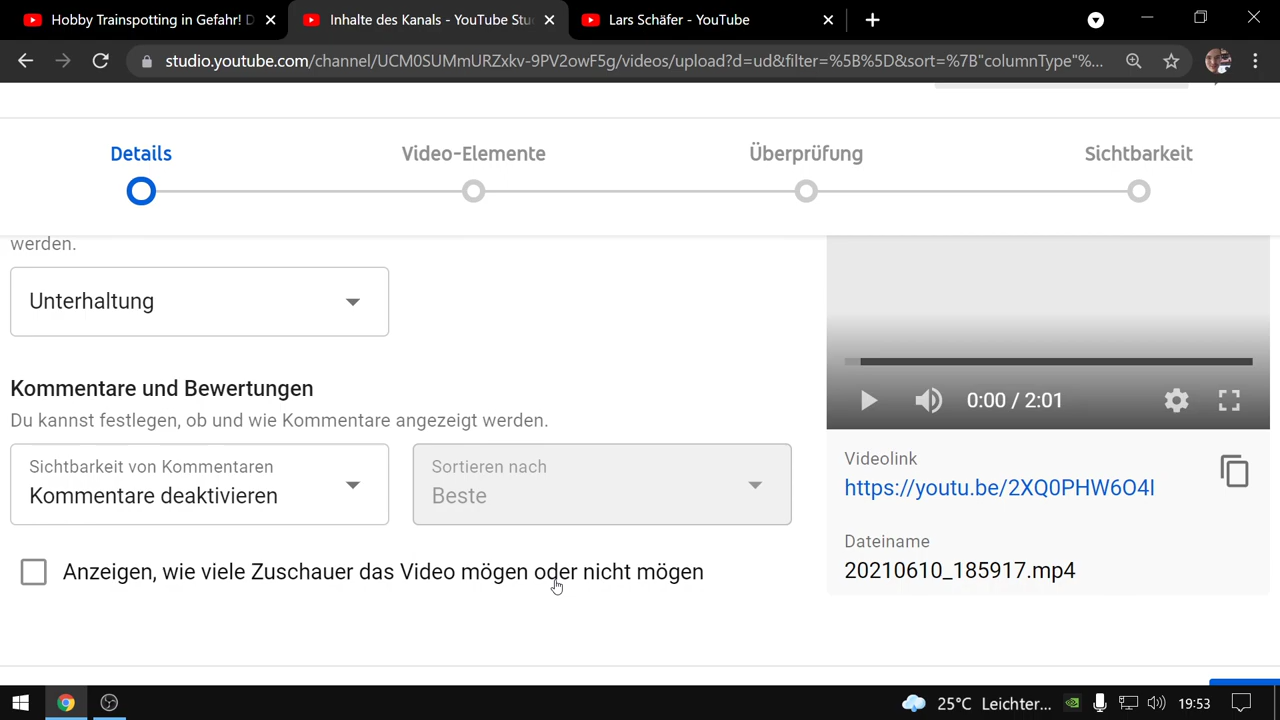 Hobby Trainspotting in Gefahr! D
Inhalte des Kanals - YouTube Stu
Lars Schäfer - YouTube
studio.youtube.com/channel/UCM0SUMmURZxkv-9PV2owF5g/videos/upload?d=ud&filter=%5B%5D&sort=%7B"columnType"%...
Details
Video-Elemente
Überprüfung
Sichtbarkeit
werden.
Unterhaltung
Kommentare und Bewertungen
Du kannst festlegen, ob und wie Kommentare angezeigt werden.
Sichtbarkeit von Kommentaren
Kommentare deaktivieren
Sortieren nach
Beste
Anzeigen, wie viele Zuschauer das Video mögen oder nicht mögen
0:00 / 2:01
Videolink
https://youtu.be/2XQ0PHW6O4I
Dateiname
20210610_185917.mp4
25°C Leichter...
19:53